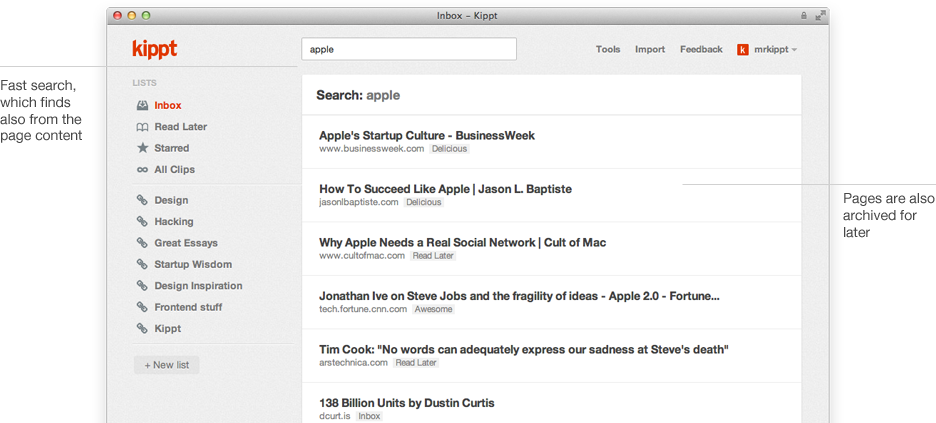 Inbox – Kippt
kippt
apple
Tools Import Feedback k mrkippt
Fast search,
which finds
also from the
page content
LISTS
Inbox
Read Later
Starred
All Clips
Design
Hacking
Great Essays
Startup Wisdom
Design Inspiration
Frontend stuff
Kippt
+ New list
Search: apple
Apple's Startup Culture - BusinessWeek
www.businessweek.com Delicious
How To Succeed Like Apple | Jason L. Baptiste
jasonlbaptiste.com Delicious
Why Apple Needs a Real Social Network | Cult of Mac
www.cultofmac.com Read Later
Jonathan Ive on Steve Jobs and the fragility of ideas - Apple 2.0 - Fortune...
tech.fortune.cnn.com Awesome
Tim Cook: "No words can adequately express our sadness at Steve's death"
arstechnica.com Read Later
138 Billion Units by Dustin Curtis
dcurt.is Inbox
Pages are also
archived for
later